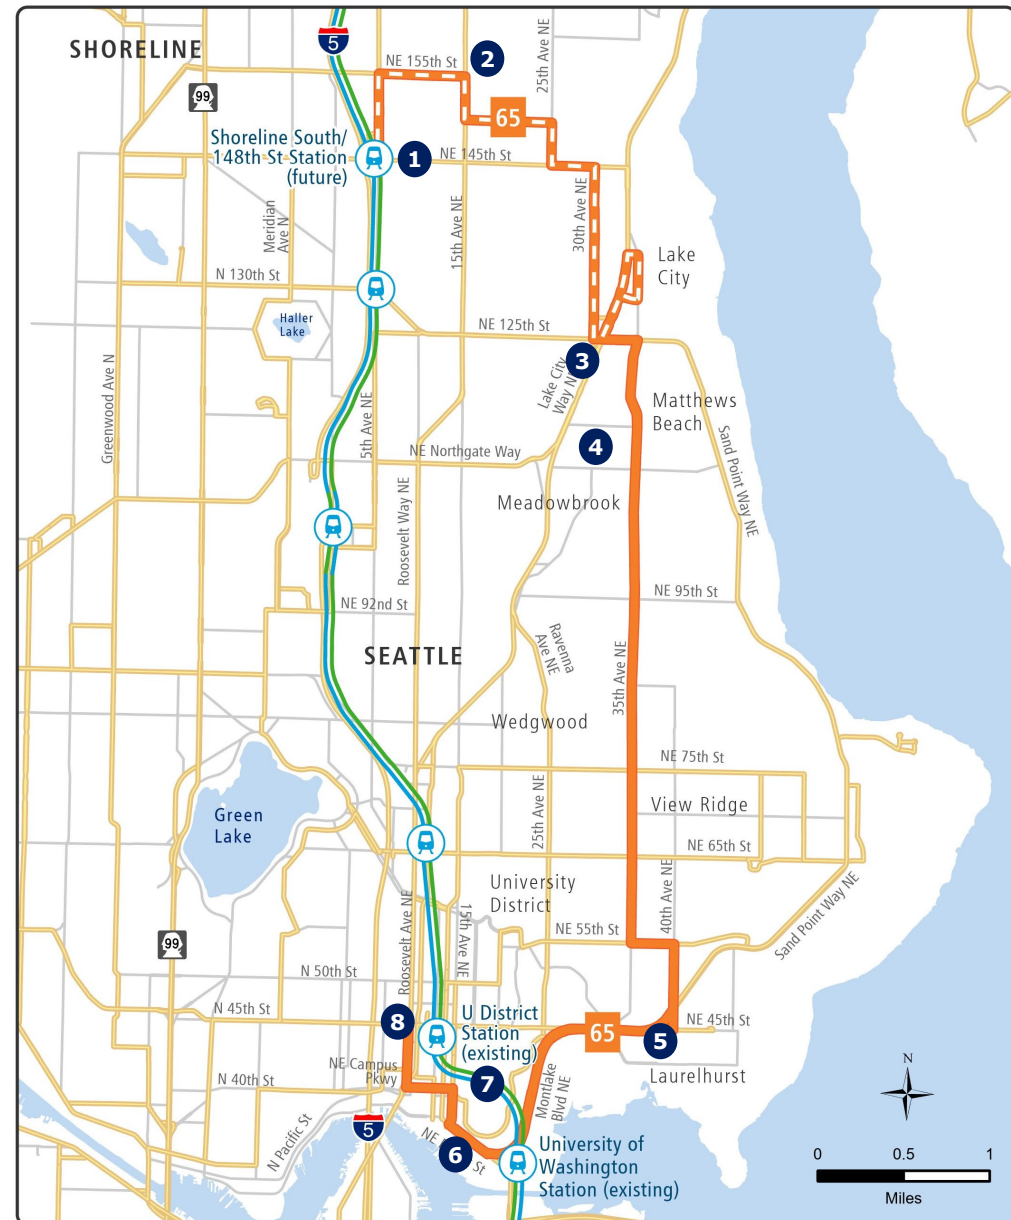 5
SHORELINE
NE 155th St
2
25th Ave NE
99
65
Shoreline South/
148th St Station
(future)
1
NE 145th St
Meridian
Ave N
15th Ave NE
30th Ave NE
Lake
City
N 130th St
Haller
Lake
NE 125th St
3
Lake City
Way N
Greenwood Ave N
5th Ave NE
Matthews
Beach
4
NE Northgate Way
Sand Point Way NE
Meadowbrook
Roosevelt Way NE
NE 92nd St
NE 95th St
Ravenna
Ave NE
SEATTLE
35th Ave NE
Wedgwood
NE 75th St
25th Ave NE
View Ridge
Green
Lake
NE 65th St
University
District
40th Ave NE
Sand Point Way NE
Roosevelt Ave NE
15th Ave NE
NE 55th St
99
N 50th St
N 45th St
8
U District
Station
(existing)
65
NE 45th St
5
NE Campus
Pkwy
N 40th St
7
Montlake
Blvd NE
Laurelhurst
N
5
N Pacific St
NE
St
6
University of
Washington
Station (existing)
0 0.5 1
Miles